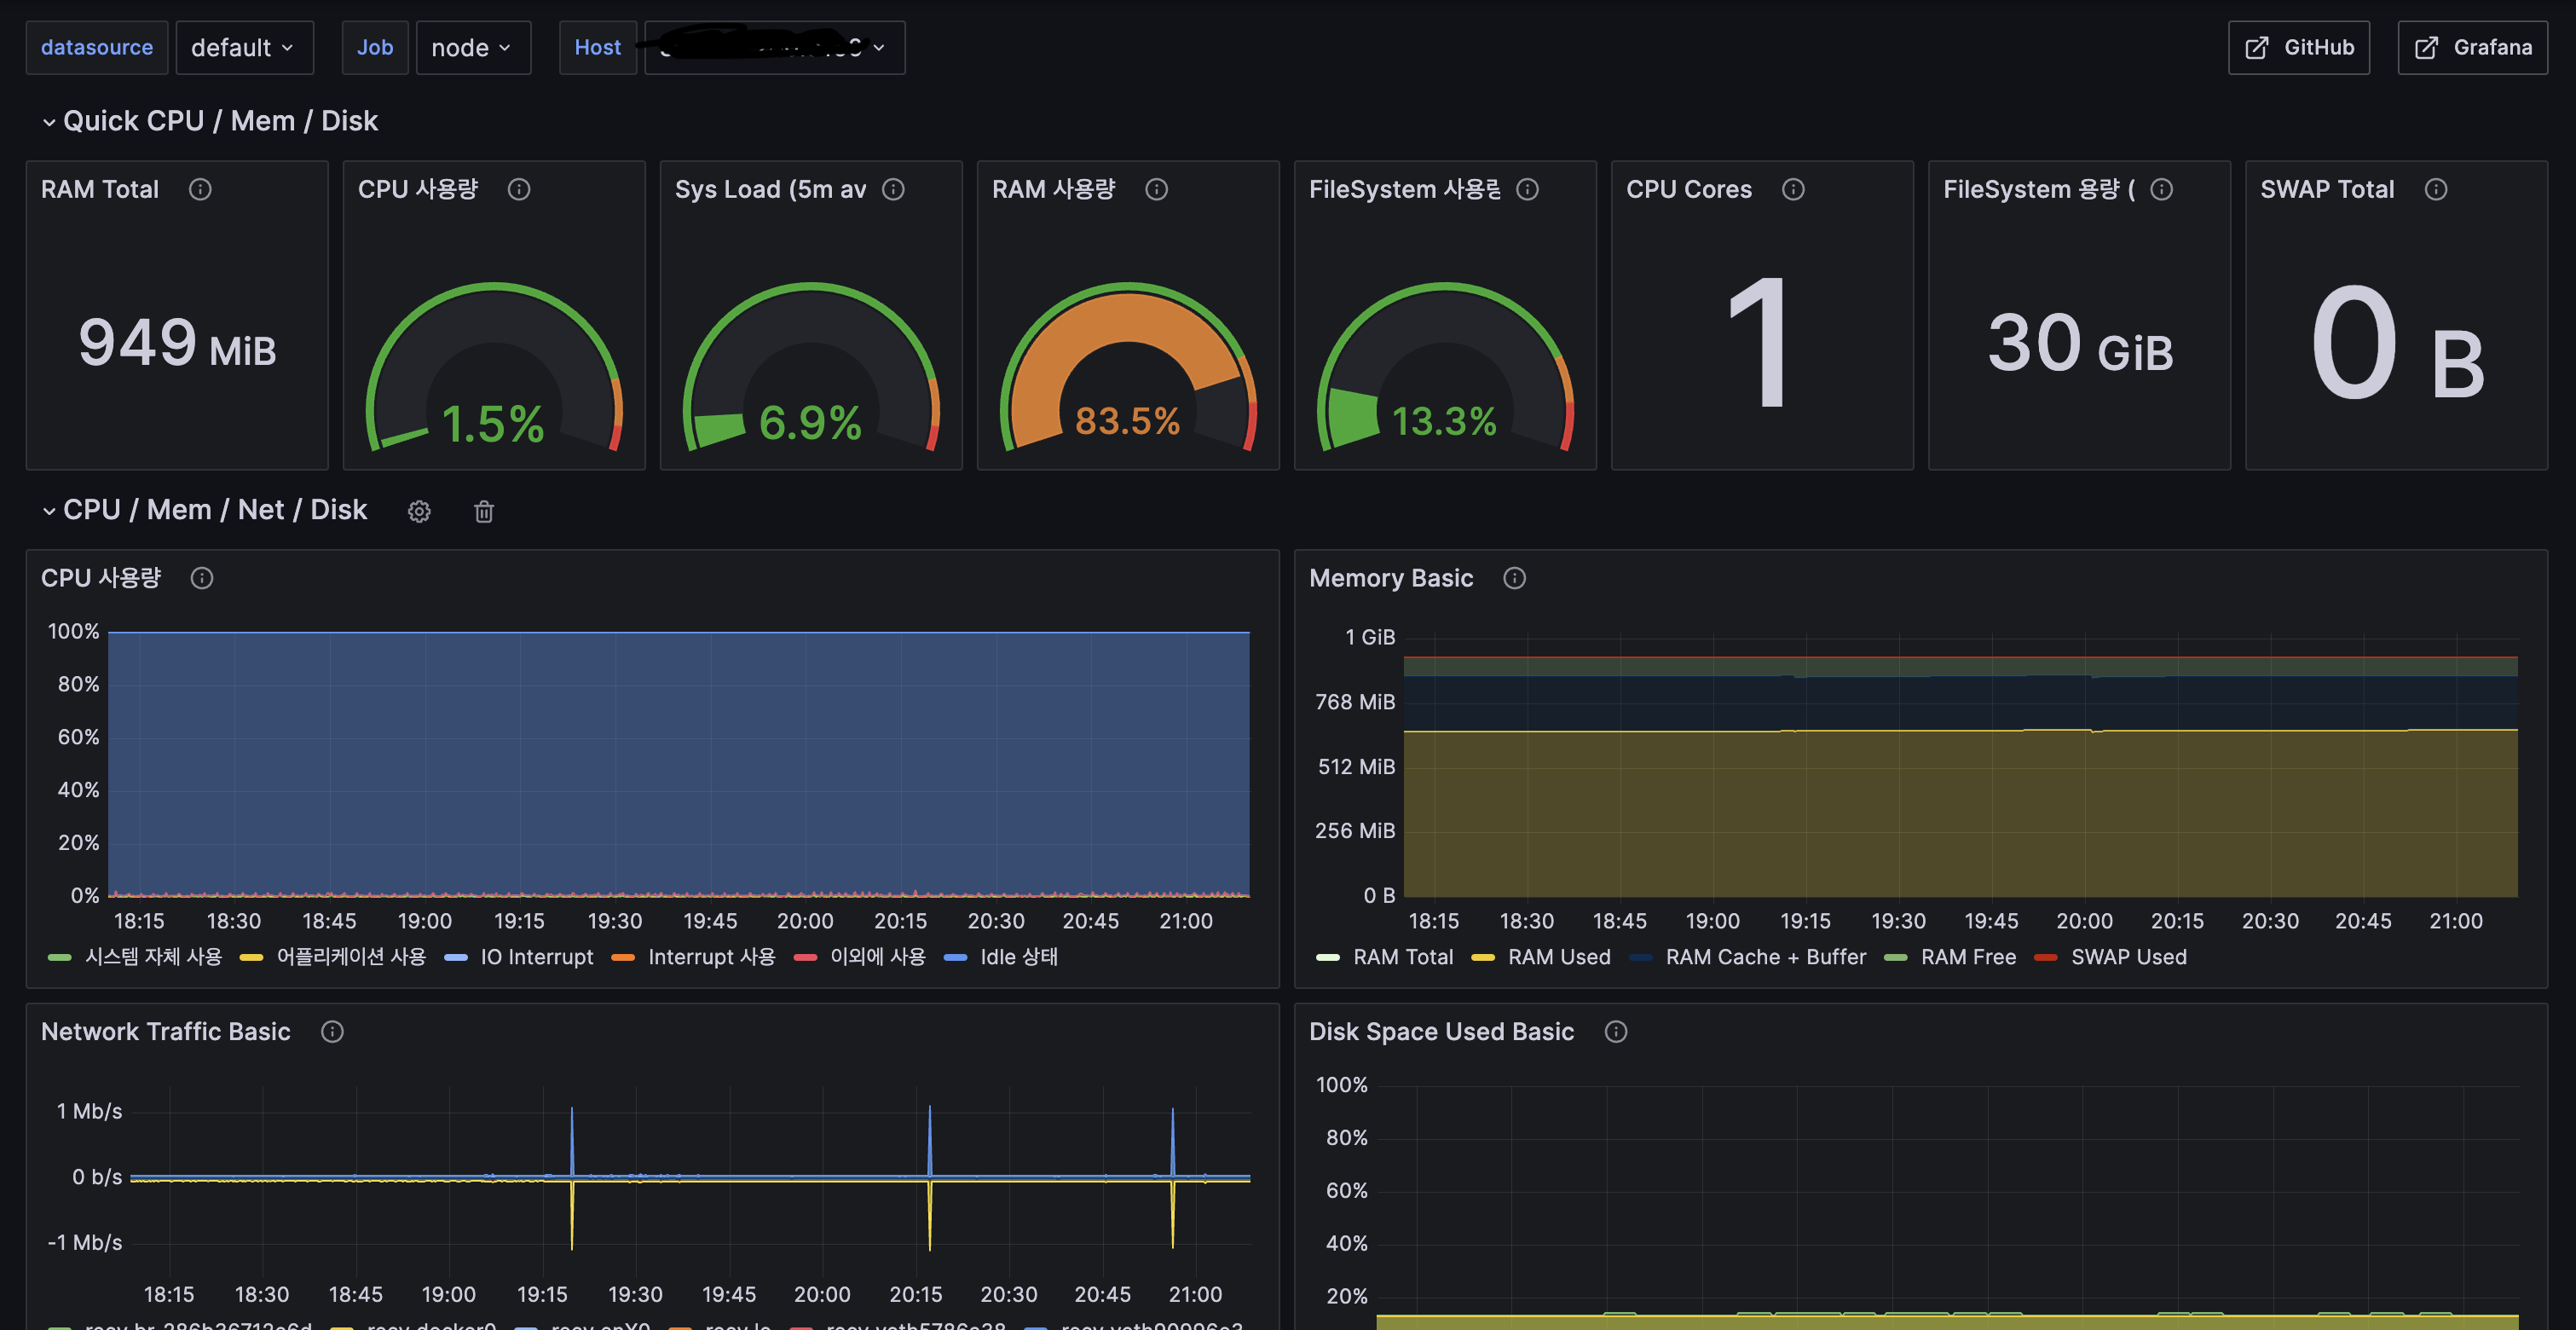 datasource default Job node Host GitHub Grafana
Quick CPU / Mem / Disk
RAM Total CPU 사용량 Sys Load (5m av RAM 사용량 FileSystem 사용량 CPU Cores FileSystem 용량 ( SWAP Total
949 MiB 1.5% 6.9% 83.5% 13.3% 1 30 GiB 0 B
CPU / Mem / Net / Disk
CPU 사용량
100%
80%
60%
40%
20%
0%
18:15 18:30 18:45 19:00 19:15 19:30 19:45 20:00 20:15 20:30 20:45 21:00
시스템 자체 사용 어플리케이션 사용 IO Interrupt Interrupt 사용 이외에 사용 Idle 상태
Memory Basic
1 GiB
768 MiB
512 MiB
256 MiB
0 B
18:15 18:30 18:45 19:00 19:15 19:30 19:45 20:00 20:15 20:30 20:45 21:00
RAM Total RAM Used RAM Cache + Buffer RAM Free SWAP Used
Network Traffic Basic
1 Mb/s
0 b/s
-1 Mb/s
18:15 18:30 18:45 19:00 19:15 19:30 19:45 20:00 20:15 20:30 20:45 21:00
Disk Space Used Basic
100%
80%
60%
40%
20%